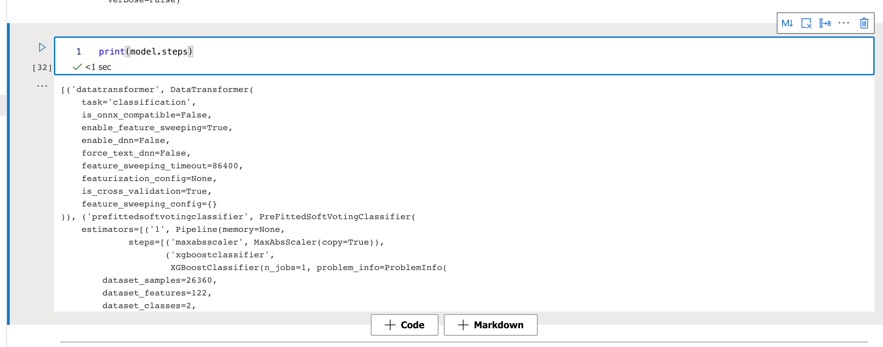 verbose=False)
M↓
1 print(model.steps)
[32] <1 sec
[('datatransformer', DataTransformer(
task='classification',
is_onnx_compatible=False,
enable_feature_sweeping=True,
enable_dnn=False,
force_text_dnn=False,
feature_sweeping_timeout=86400,
featurization_config=None,
is_cross_validation=True,
feature_sweeping_config={}
)), ('prefittedsoftvotingclassifier', PreFittedSoftVotingClassifier(
estimators=[('1', Pipeline(memory=None,
steps=[('maxabsscaler', MaxAbsScaler(copy=True)),
('xgboostclassifier',
XGBoostClassifier(n_jobs=1, problem_info=ProblemInfo(
dataset_samples=26360,
dataset_features=122,
dataset_classes=2,
+ Code + Markdown